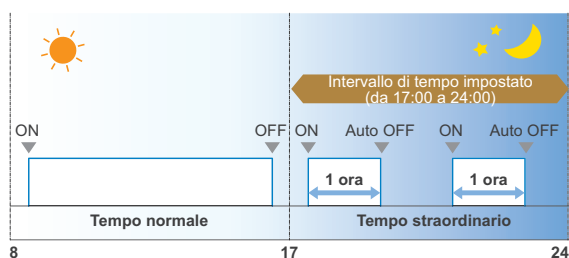 Intervallo di tempo impostato
(da 17:00 a 24:00)
ON OFF ON Auto OFF ON Auto OFF
1 ora 1 ora
Tempo normale Tempo straordinario
8 17 24